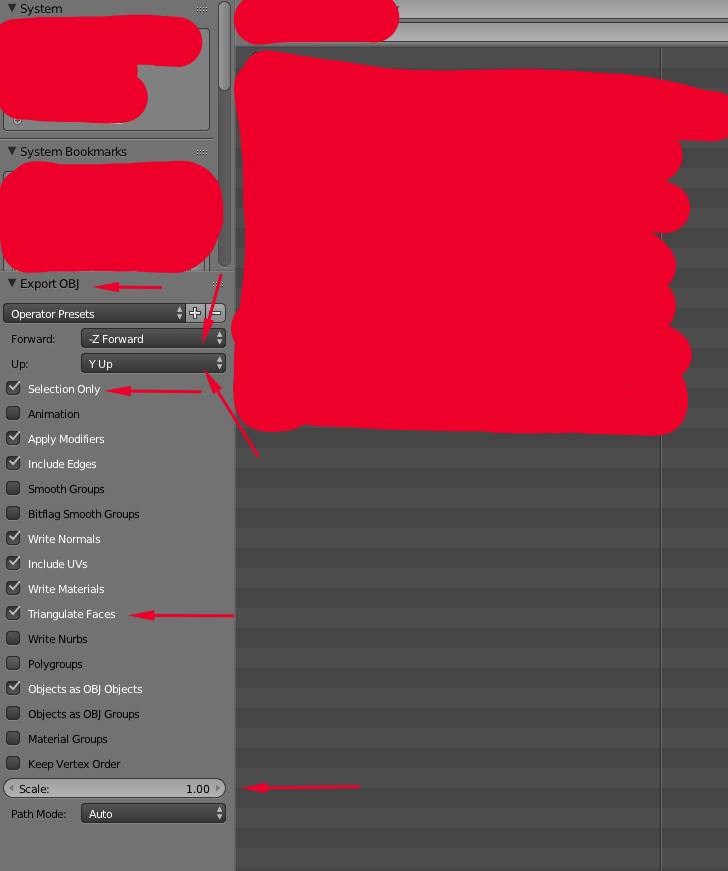 System
System Bookmarks
Export OBJ
Operator Presets
Forward: -Z Forward
Up: Y Up
Selection Only
Animation
Apply Modifiers
Include Edges
Smooth Groups
Bitflag Smooth Groups
Write Normals
Include UVs
Write Materials
Triangulate Faces
Write Nurbs
Polygroups
Objects as OBJ Objects
Objects as OBJ Groups
Material Groups
Keep Vertex Order
Scale: 1.00
Path Mode: Auto